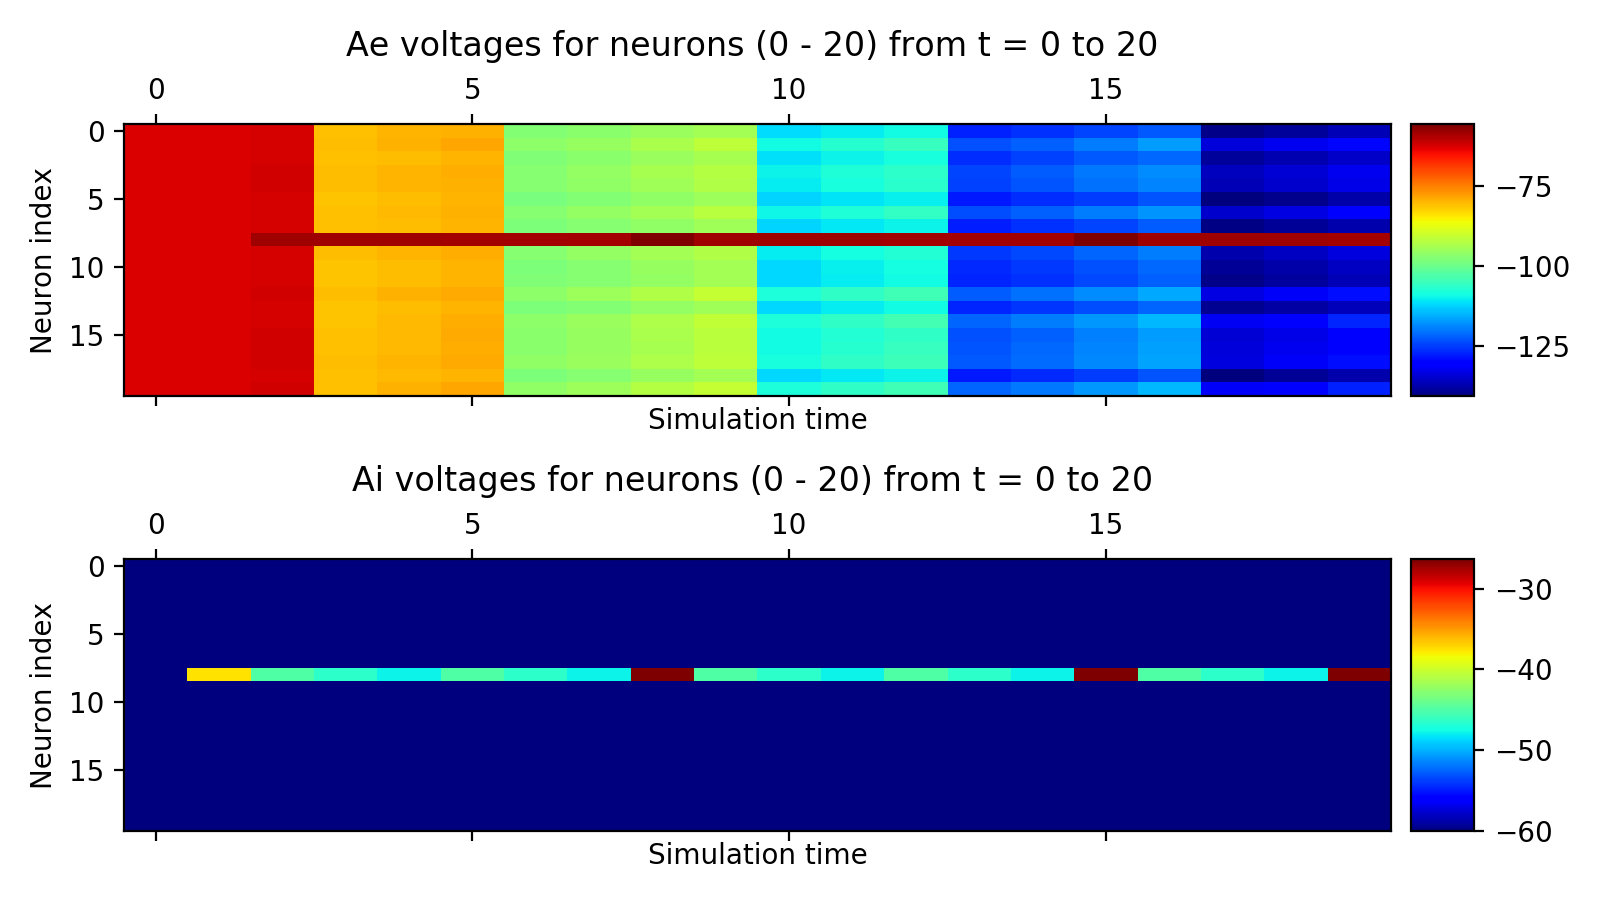 Ae voltages for neurons (0 - 20) from t = 0 to 20
0 5 10 15
Neuron index
0
5
10
15
−75
−100
−125
Simulation time
Ai voltages for neurons (0 - 20) from t = 0 to 20
0 5 10 15
Neuron index
0
5
10
15
−30
−40
−50
−60
Simulation time